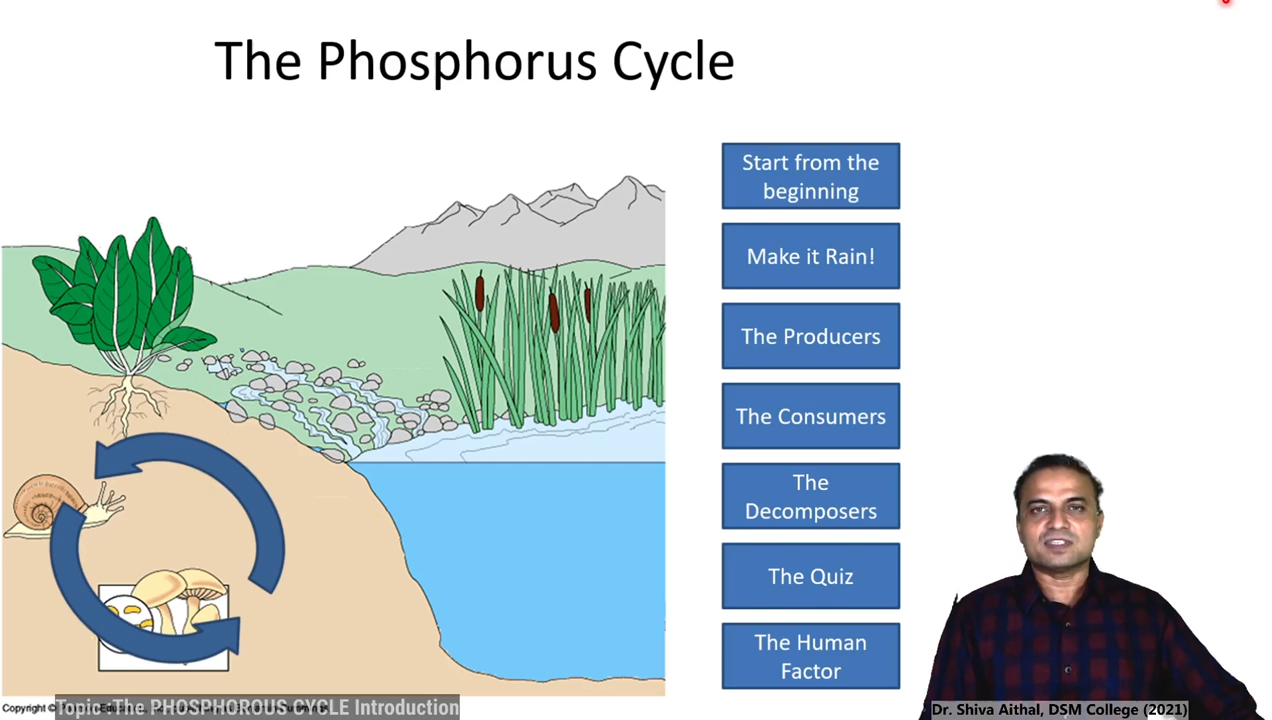 The Phosphorus Cycle
Start from the
beginning
Make it Rain!
The Producers
The Consumers
The
Decomposers
The Quiz
The Human
Factor
Copyright ©
Topic-The PHOSPHOROUS CYCLE Introduction
Dr. Shiva Aithal, DSM College (2021)